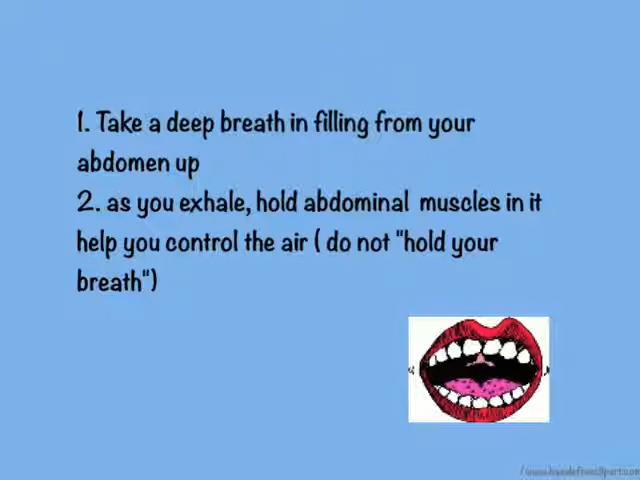 1. Take a deep breath in filling from your
abdomen up
2. as you exhale, hold abdominal muscles in it
help you control the air ( do not "hold your
breath")